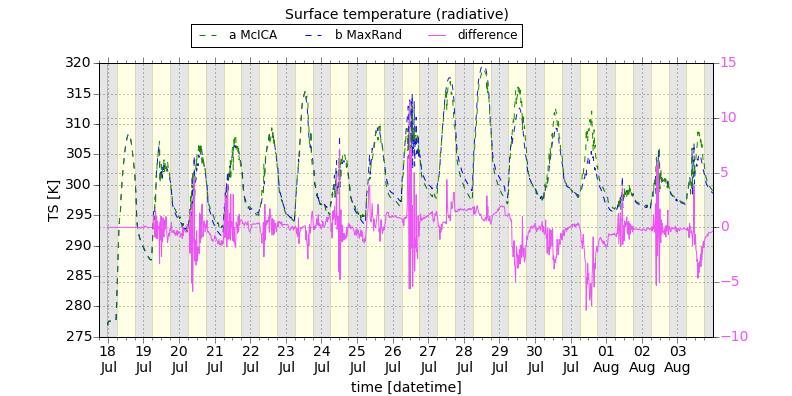 Surface temperature (radiative)
a McICA b MaxRand difference
320
315
310
305
300
295
290
285
280
275
TS [K]
15
10
5
0
−5
−10
18 19 20 21 22 23 24 25 26 27 28 29 30 31 01 02 03
Jul Jul Jul Jul Jul Jul Jul Jul Jul Jul Jul Jul Jul Jul Aug Aug Aug
time [datetime]